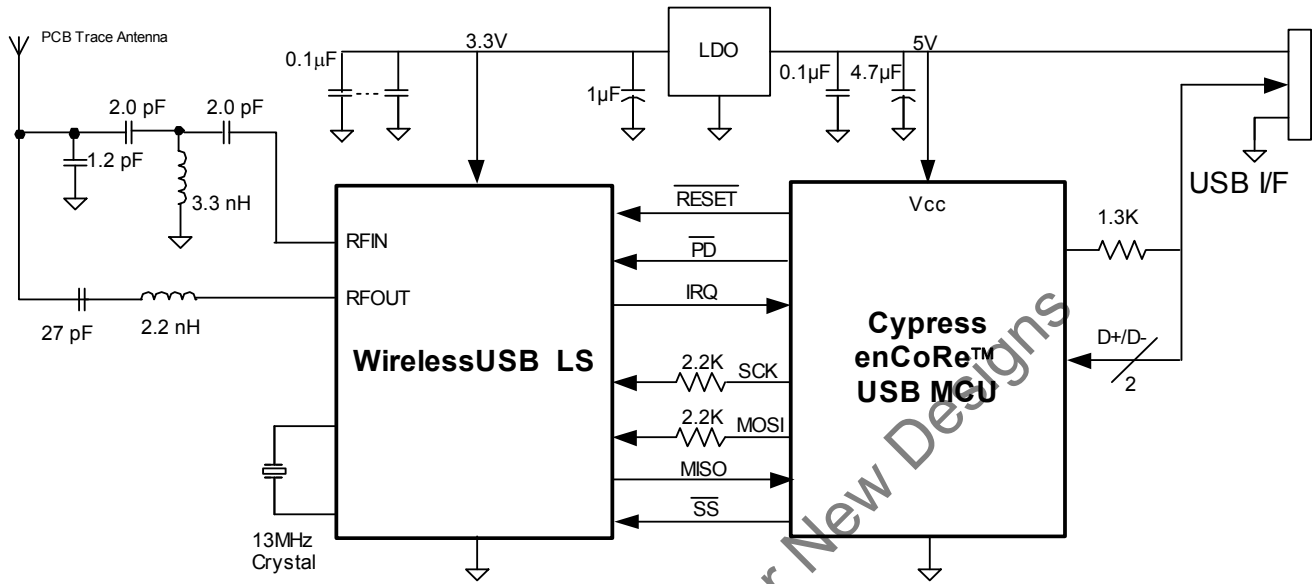 PCB Trace Antenna
0.1µF
3.3V
LDO
5V
1µF
0.1µF
4.7µF
2.0 pF
2.0 pF
1.2 pF
3.3 nH
USB I/F
RFIN
RFOUT
27 pF
2.2 nH
WirelessUSB LS
13MHz
Crystal
RESET
PD
IRQ
2.2K
SCK
2.2K
MOSI
MISO
SS
Vcc
Cypress
enCoRe™
USB MCU
1.3K
D+/D-
2
r New Designs